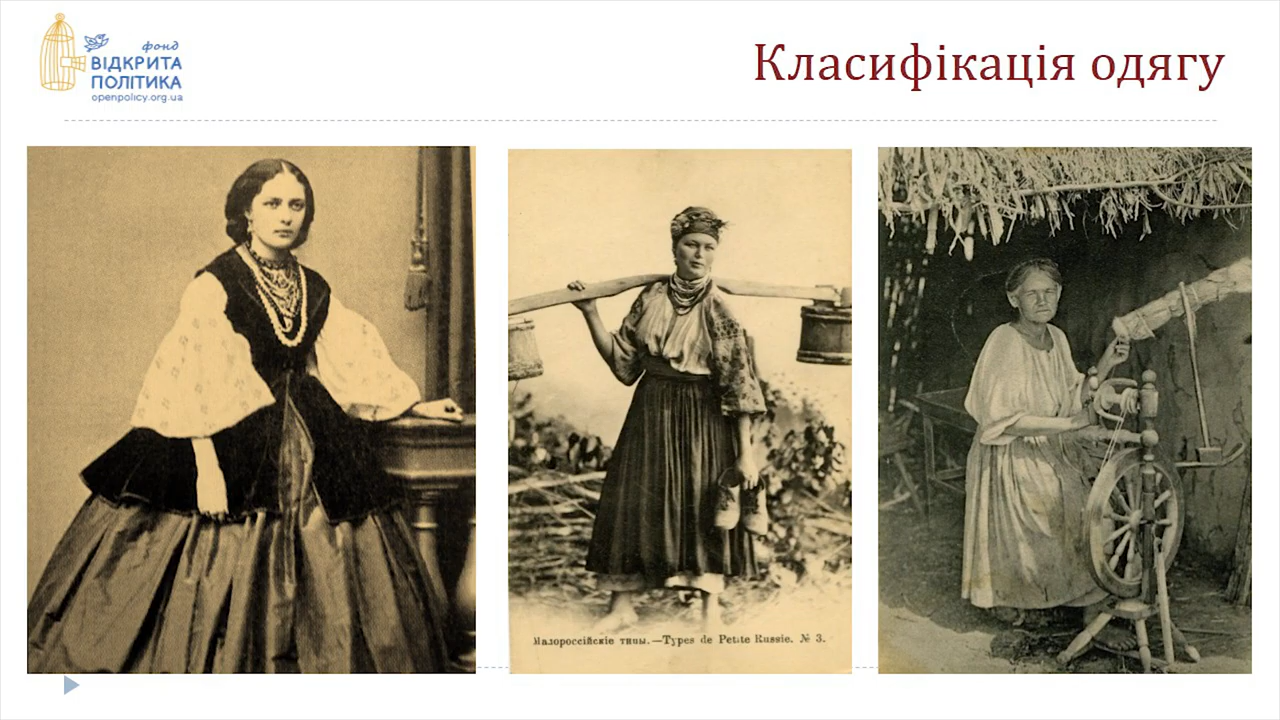 фонд
ВІДКРИТА
ПОЛІТИКА
openpolicy.org.ua
Класифікація одягу
Малороссійскіе типы.—Types de Petite Russie. № 3.